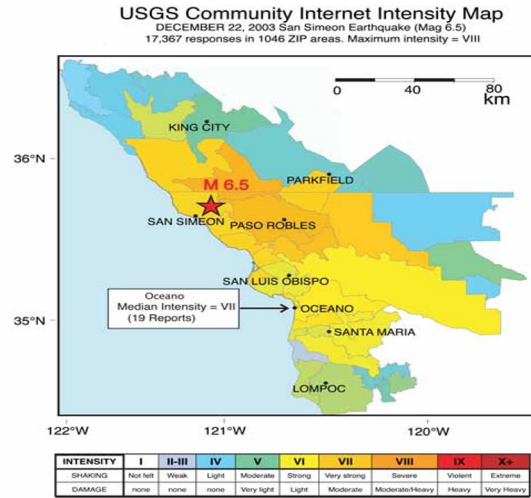 USGS Community Internet Intensity Map
DECEMBER 22, 2003 San Simeon Earthquake (Mag 6.5)
17,367 responses in 1046 ZIP areas. Maximum intensity = VIII
0 40 80
km
KING CITY
36°N
PARKFIELD
M 6.5
SAN SIMEON
PASO ROBLES
SAN LUIS OBISPO
Oceano
Median Intensity = VII
(19 Reports)
OCEANO
35°N
SANTA MARIA
LOMPOC
122°W 121°W 120°W
INTENSITY I II-III IV V VI VII VIII IX X+
SHAKING Not felt Weak Light Moderate Strong Very strong Severe Violent Extreme
DAMAGE none none none Very light Light Moderate Moderate/Heavy Heavy Very Heavy